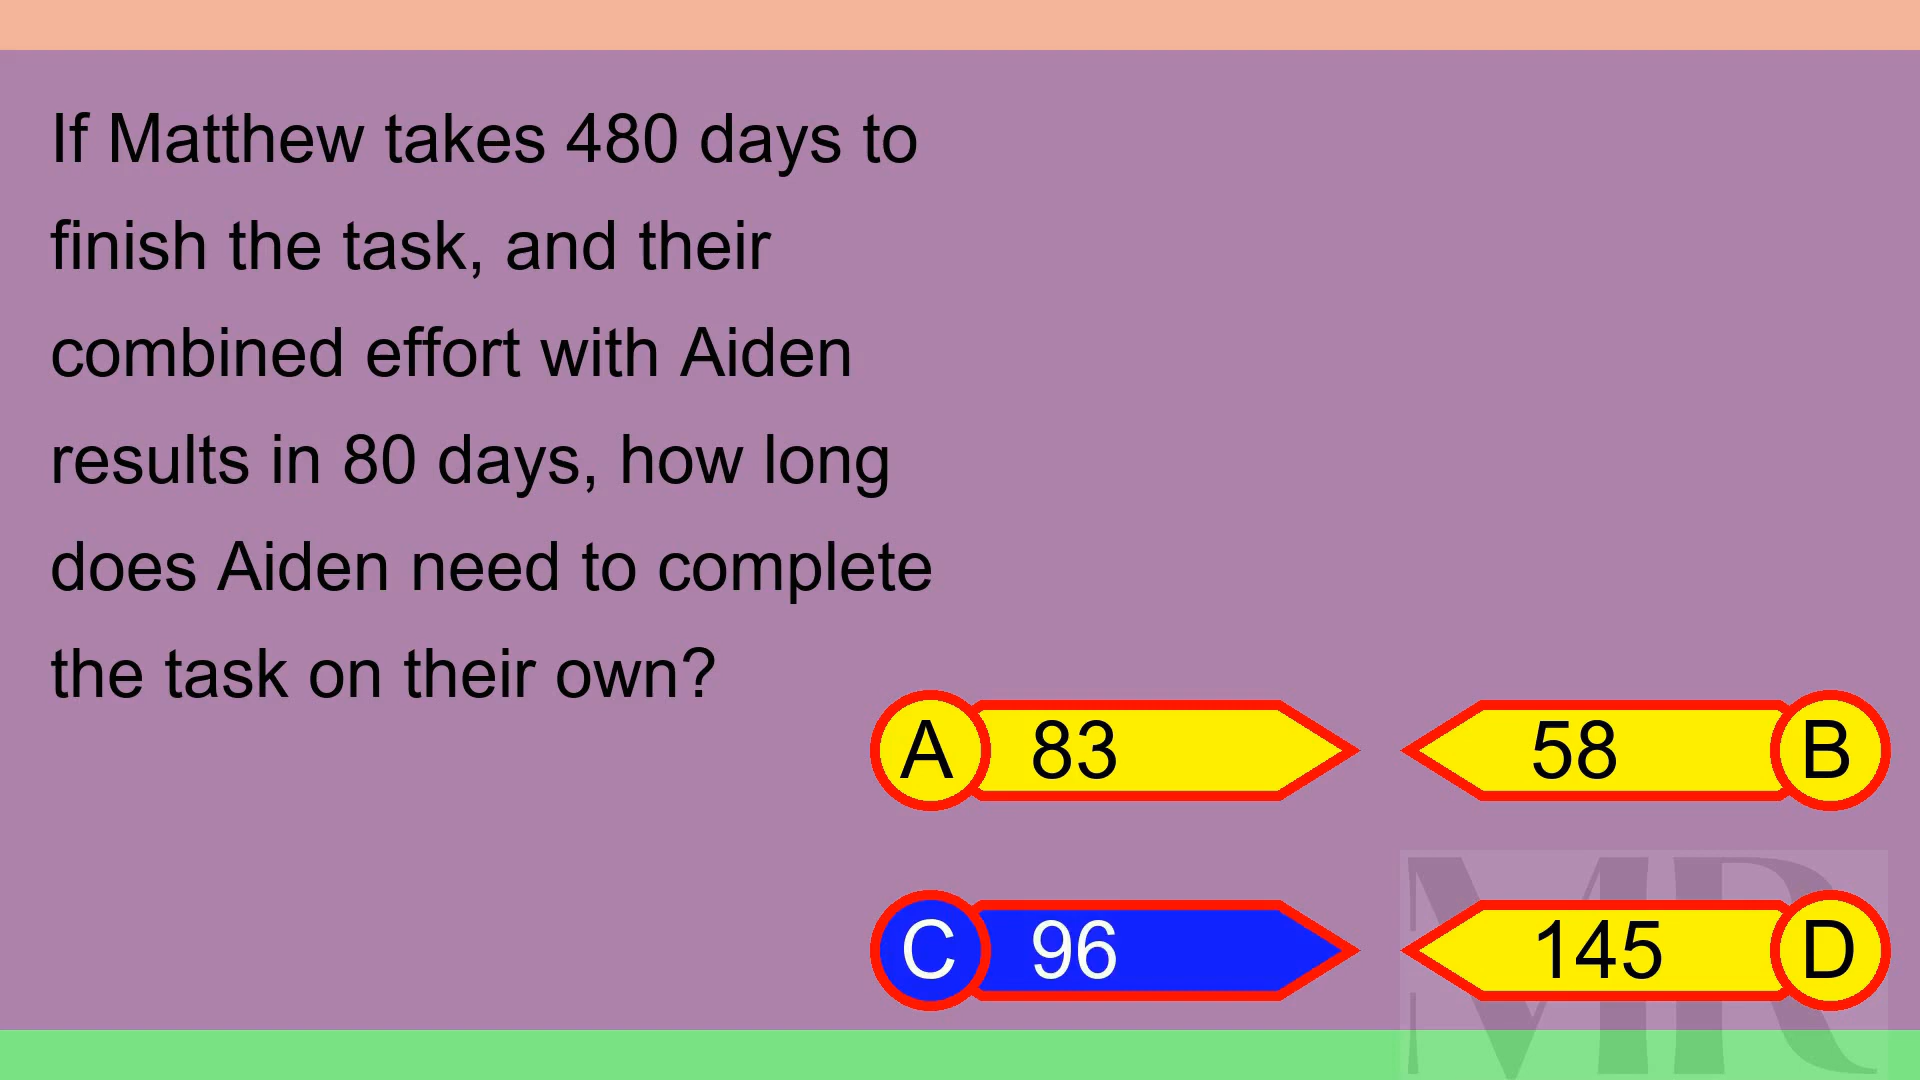 If Matthew takes 480 days to
finish the task, and their
combined effort with Aiden
results in 80 days, how long
does Aiden need to complete
the task on their own?
A 83
58 B
C 96
145 D
MR